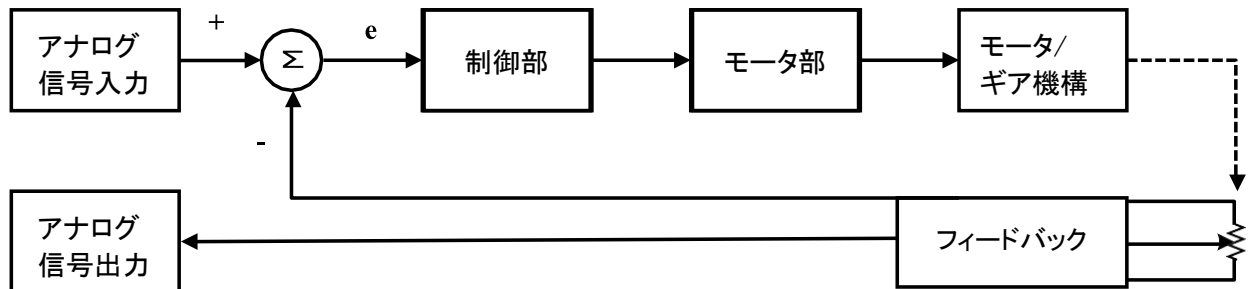 アナログ
信号入力
+
Σ
e
制御部
モータ部
モータ/
ギア機構
-
アナログ
信号出力
フィードバック